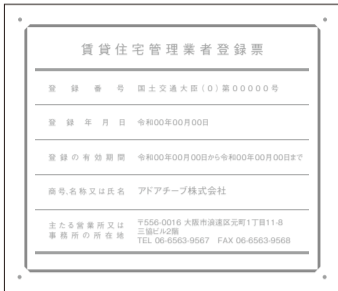 賃貸住宅管理業者登録票
登録番号 国土交通大臣(0)第00000号
登録年月日 令和00年00月00日
登録の有効期間 令和00年00月00日から令和00年00月00日まで
商号,名称又は氏名 アドアチーブ株式会社
主たる営業所又は
事務所の所在地
〒556-0016 大阪市浪速区元町1丁目11-8
三協ビル2階
TEL 06-6563-9567 FAX 06-6563-9568